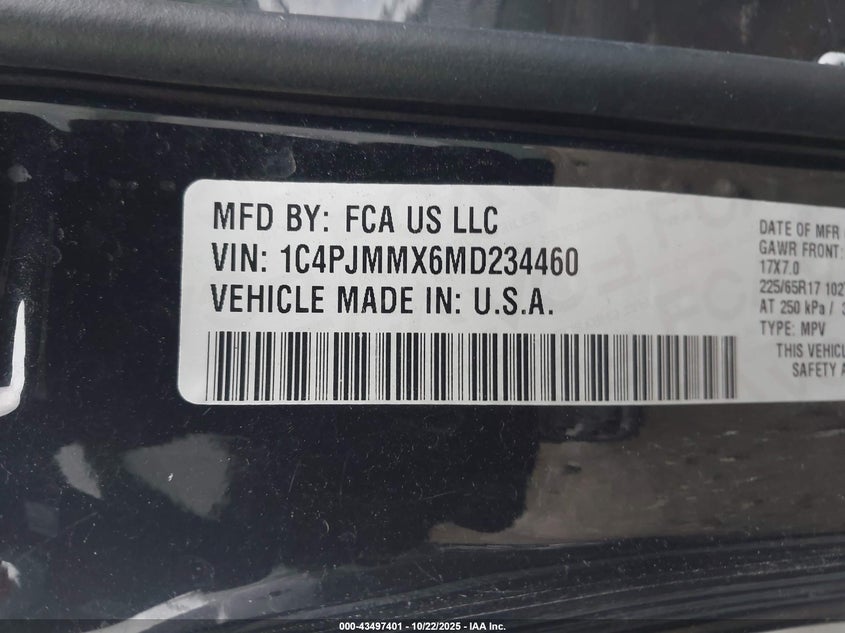 MFD BY: FCA US LLC
VIN: 1C4PJMMX6MD234460
VEHICLE MADE IN: U.S.A.
DATE OF MFR
GAWR FRONT:
17X7.0
225/65R17
AT 250 kPa /
TYPE: MPV
THIS
SAFETY
000-43497401 - 10/22/2025 - IAA Inc.